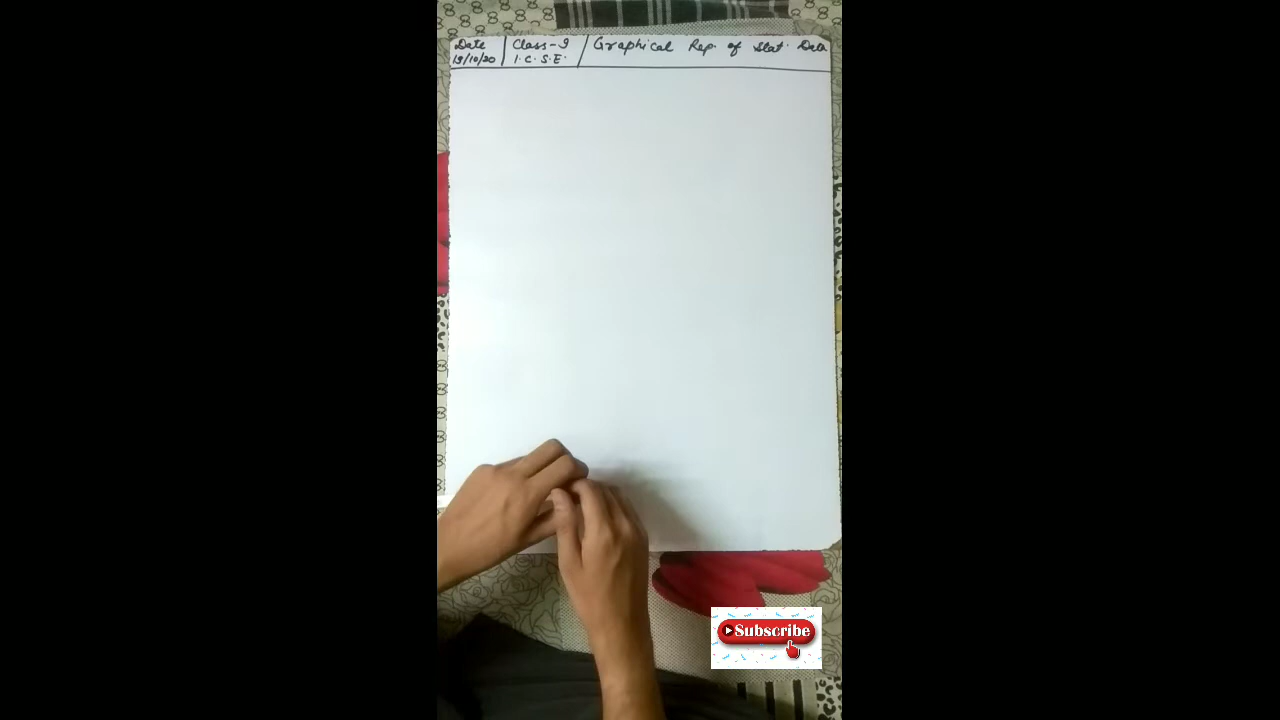 Date
19/10/20
Class-9
I.C.S.E.
Graphical Rep. of Stat. Data
Subscribe